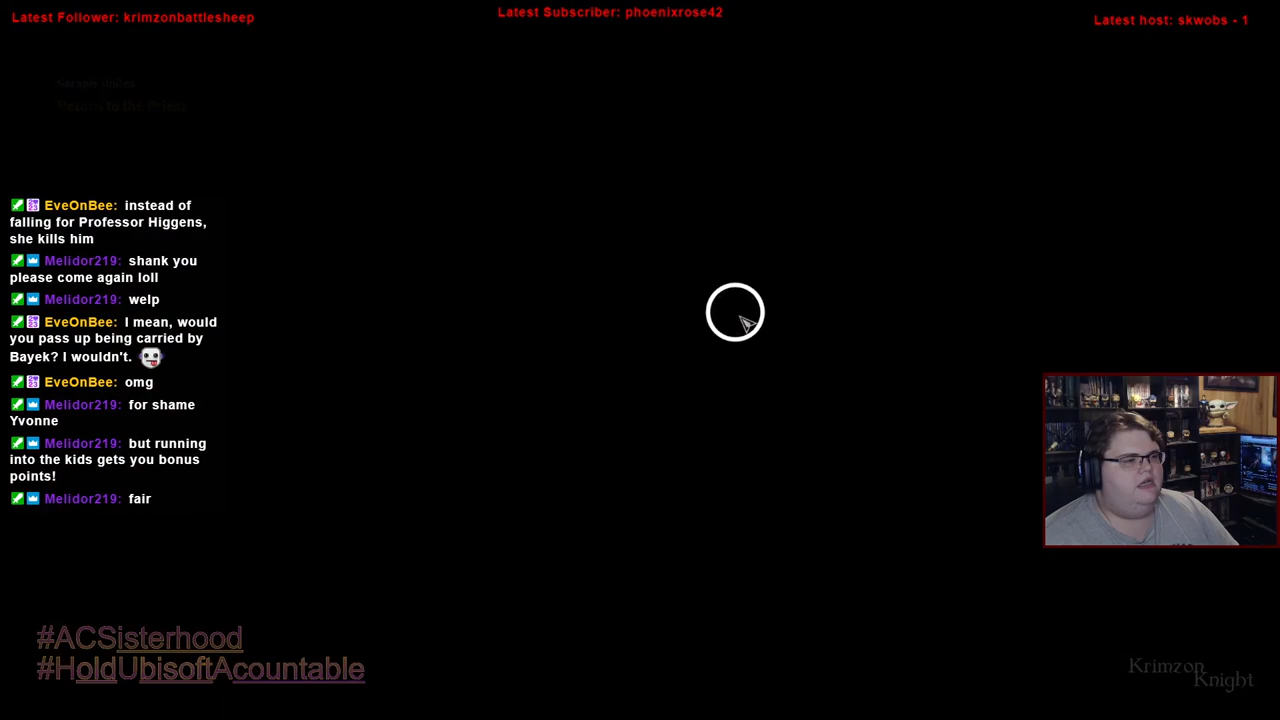 Latest Follower: krimzonbattlesheep
Latest Subscriber: phoenixrose42
Latest host: skwobs - 1
EveOnBee: instead of
falling for Professor Higgens,
she kills him
Melidor219: shank you
please come again loll
Melidor219: welp
EveOnBee: I mean, would
you pass up being carried by
Bayek? I wouldn't.
EveOnBee: omg
Melidor219: for shame
Yvonne
Melidor219: but running
into the kids gets you bonus
points!
Melidor219: fair
#ACSisterhood
#HoldUbisoftAcountable
Krimzon
Knight